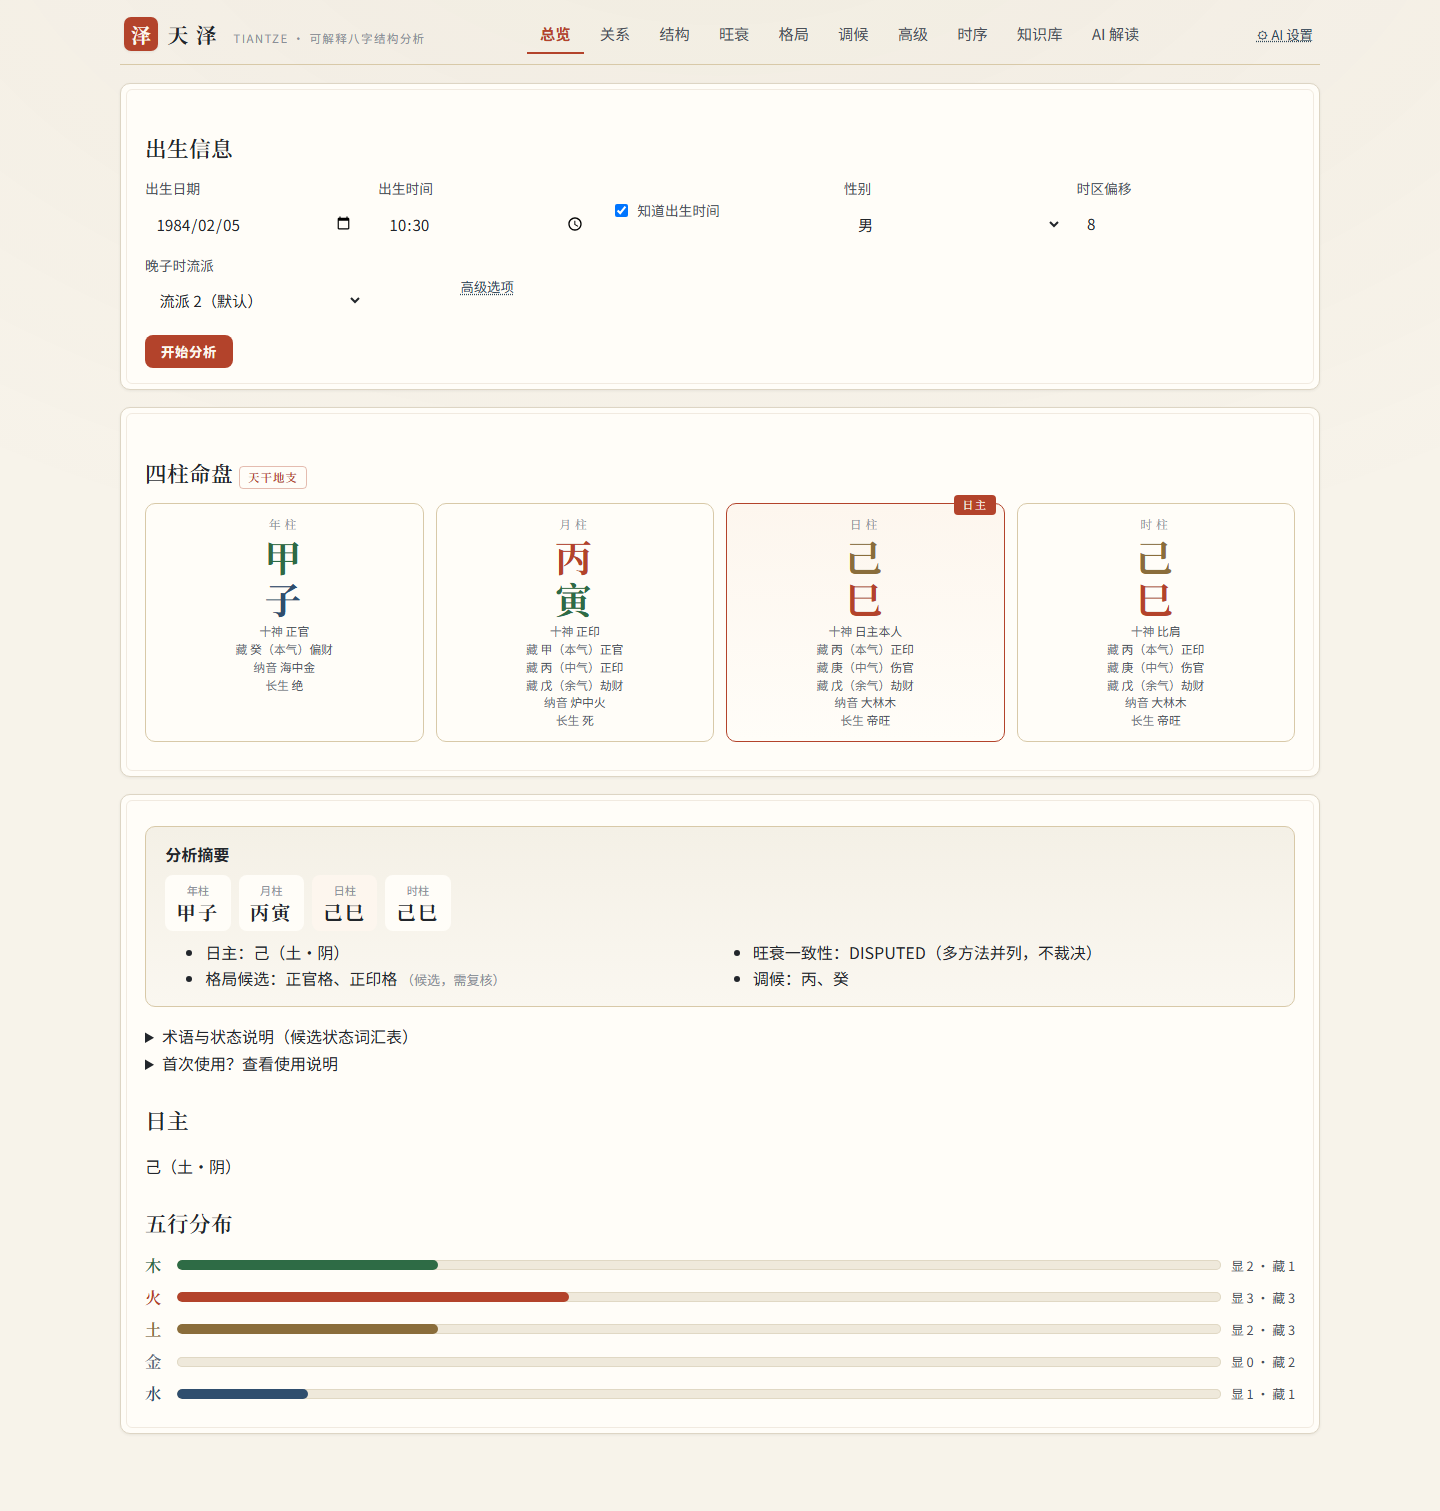 泽 天泽 TIANTZE · 可解释八字结构分析 总览 关系 结构 旺衰 格局 调候 高级 时序 知识库 AI 解读 ⚙ AI 设置
出生信息
出生日期 出生时间 性别 时区偏移
1984/02/05 10:30 知道出生时间 男 8
晚子时流派
流派 2（默认） 高级选项
开始分析
四柱命盘 天干地支
日主
年柱
甲
子
十神 正官
藏 癸（本气）偏财
纳音 海中金
长生 绝
月柱
丙
寅
十神 正印
藏 甲（本气）正官
藏 丙（中气）正印
藏 戊（余气）劫财
纳音 炉中火
长生 死
日柱
己
巳
十神 日主本人
藏 丙（本气）正印
藏 庚（中气）伤官
藏 戊（余气）劫财
纳音 大林木
长生 帝旺
时柱
己
巳
十神 比肩
藏 丙（本气）正印
藏 庚（中气）伤官
藏 戊（余气）劫财
纳音 大林木
长生 帝旺
分析摘要
年柱 月柱 日柱 时柱
甲子 丙寅 己巳 己巳
• 日主：己（土・阴）
• 旺衰一致性：DISPUTED（多方法并列，不裁决）
• 格局候选：正官格、正印格 （候选，需复核）
• 调候：丙、癸
▶ 术语与状态说明（候选状态词汇表）
▶ 首次使用？查看使用说明
日主
己（土・阴）
五行分布
木 显 2 · 藏 1
火 显 3 · 藏 3
土 显 2 · 藏 3
金 显 0 · 藏 2
水 显 1 · 藏 1